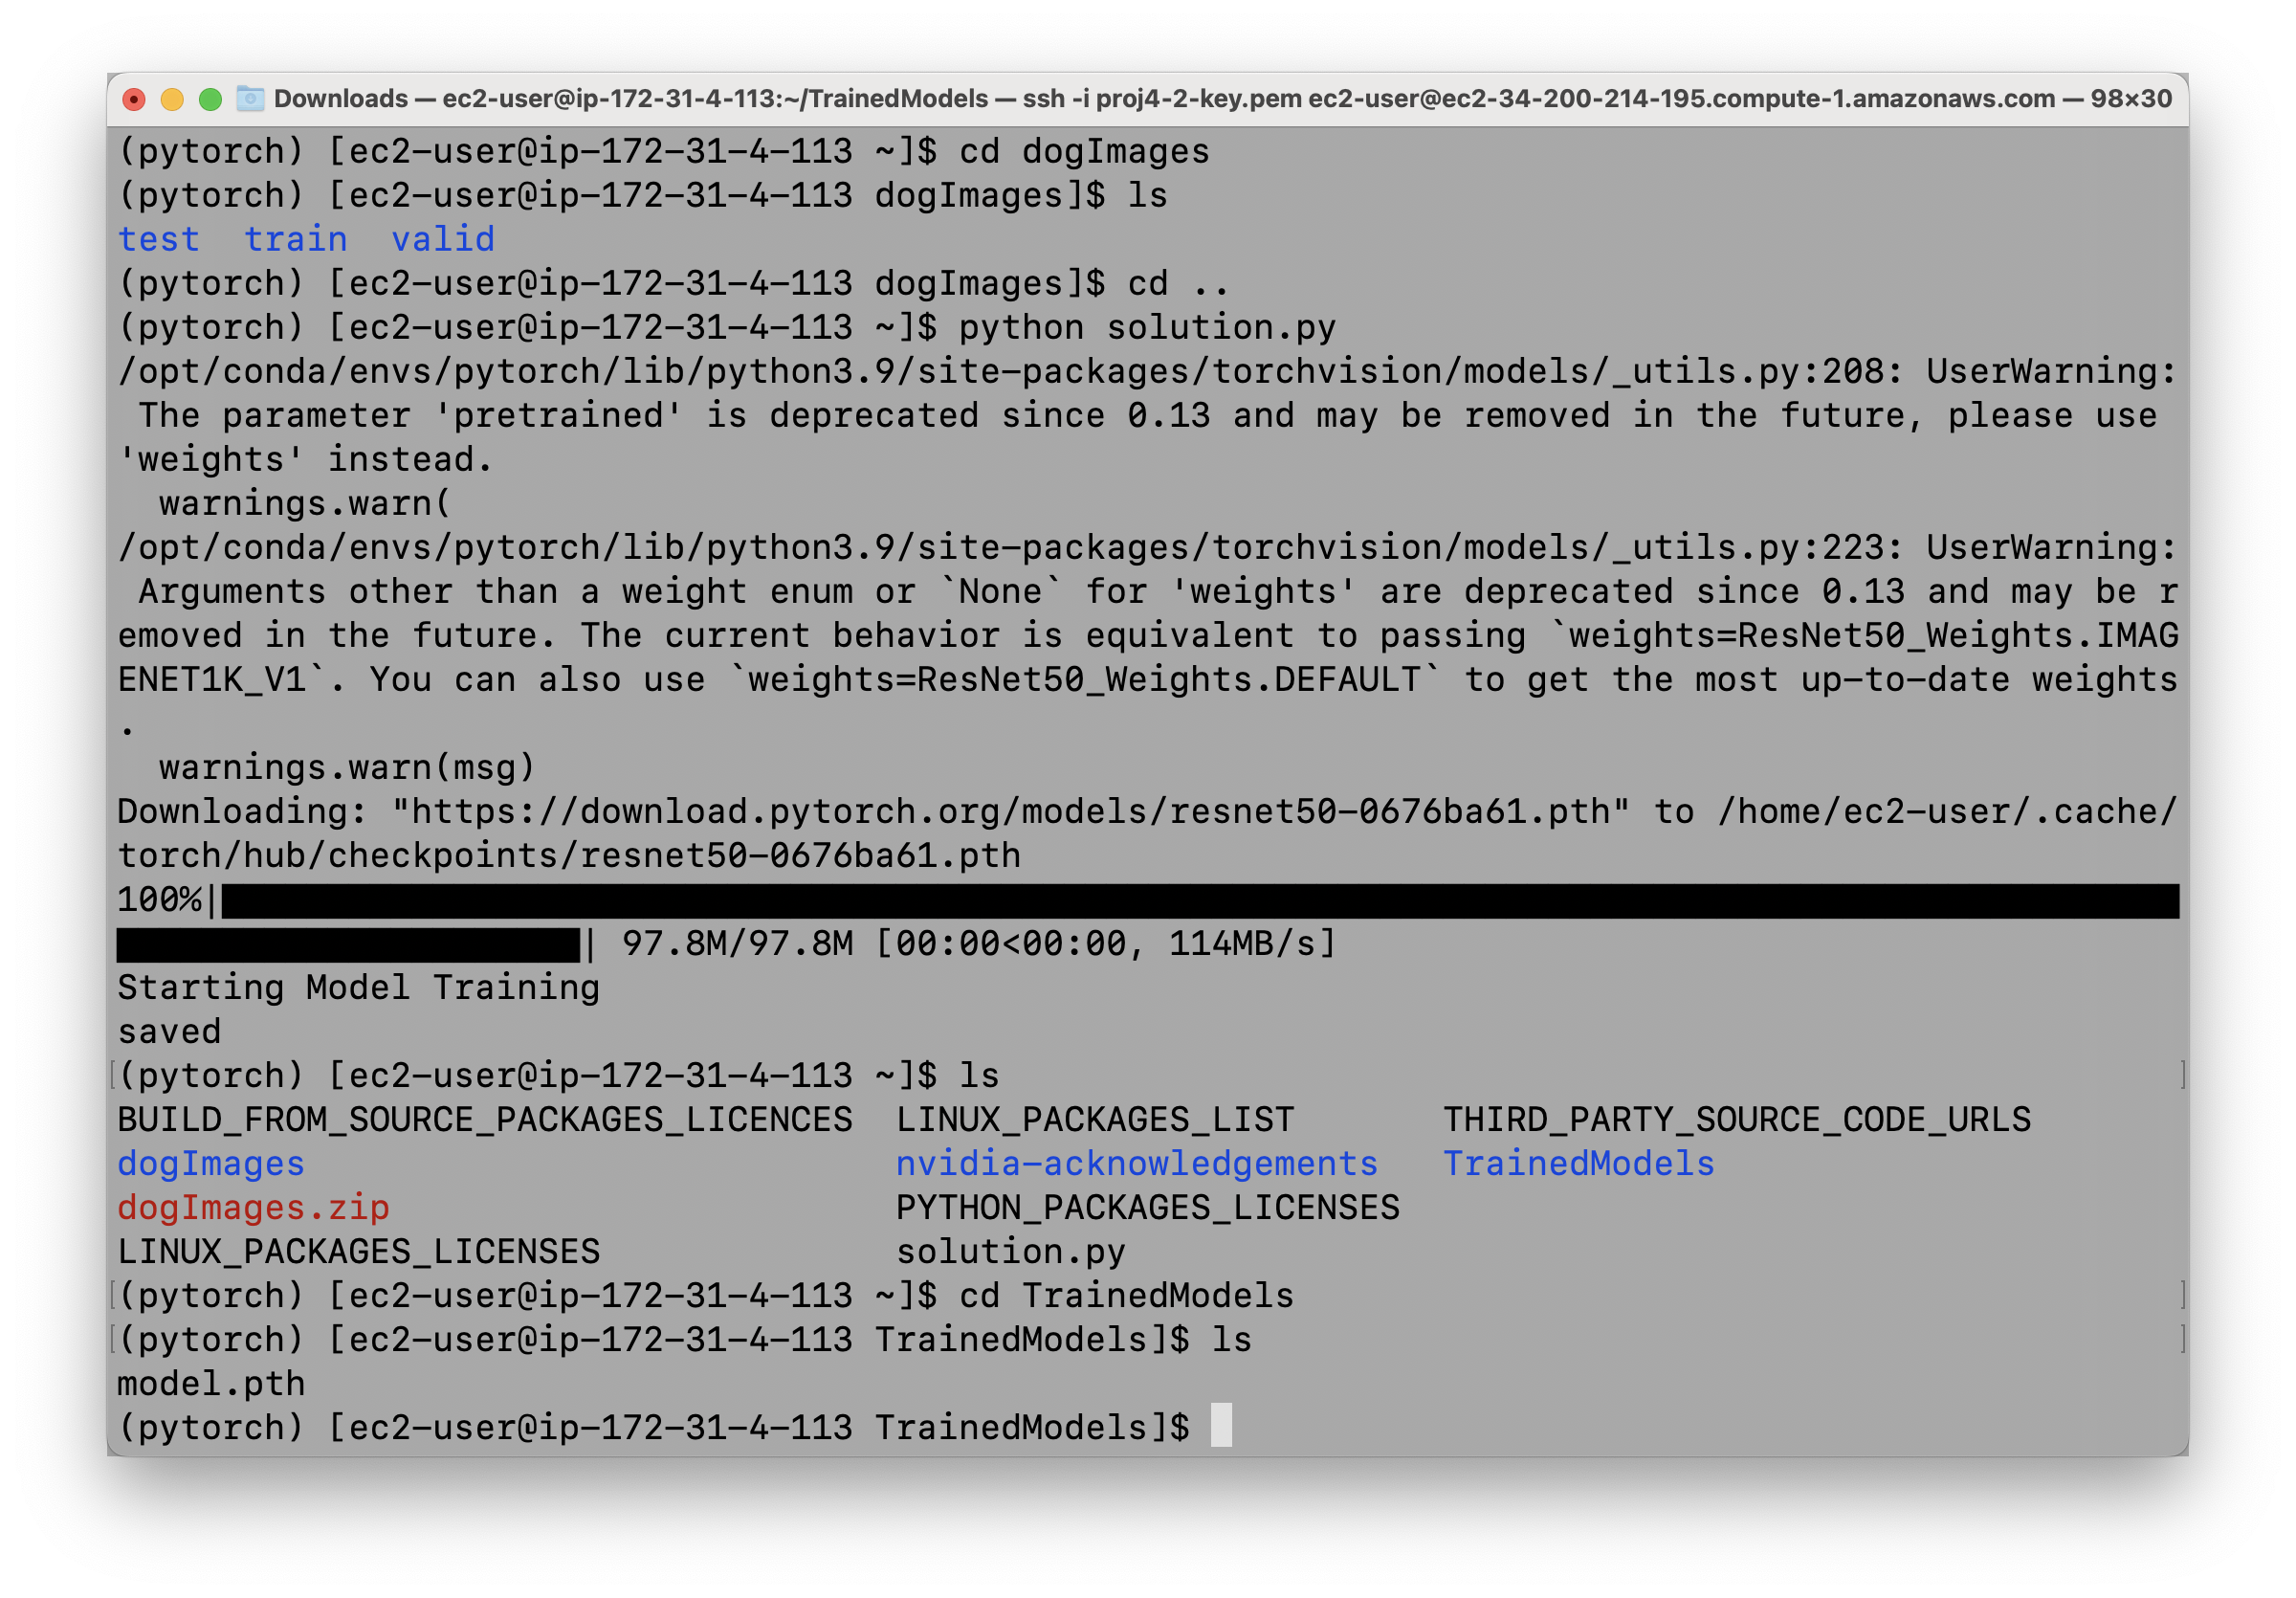 Downloads — ec2-user@ip-172-31-4-113:~/TrainedModels — ssh -i proj4-2-key.pem ec2-user@ec2-34-200-214-195.compute-1.amazonaws.com — 98×30
(pytorch) [ec2-user@ip-172-31-4-113 ~]$ cd dogImages
(pytorch) [ec2-user@ip-172-31-4-113 dogImages]$ ls
test  train  valid
(pytorch) [ec2-user@ip-172-31-4-113 dogImages]$ cd ..
(pytorch) [ec2-user@ip-172-31-4-113 ~]$ python solution.py
/opt/conda/envs/pytorch/lib/python3.9/site-packages/torchvision/models/_utils.py:208: UserWarning:
 The parameter 'pretrained' is deprecated since 0.13 and may be removed in the future, please use
'weights' instead.
  warnings.warn(
/opt/conda/envs/pytorch/lib/python3.9/site-packages/torchvision/models/_utils.py:223: UserWarning:
 Arguments other than a weight enum or `None` for 'weights' are deprecated since 0.13 and may be r
emoved in the future. The current behavior is equivalent to passing `weights=ResNet50_Weights.IMAG
ENET1K_V1`. You can also use `weights=ResNet50_Weights.DEFAULT` to get the most up-to-date weights
.
  warnings.warn(msg)
Downloading: "https://download.pytorch.org/models/resnet50-0676ba61.pth" to /home/ec2-user/.cache/
torch/hub/checkpoints/resnet50-0676ba61.pth
100%|
| 97.8M/97.8M [00:00<00:00, 114MB/s]
Starting Model Training
saved
[(pytorch) [ec2-user@ip-172-31-4-113 ~]$ ls ]
BUILD_FROM_SOURCE_PACKAGES_LICENCES  LINUX_PACKAGES_LIST       THIRD_PARTY_SOURCE_CODE_URLS
dogImages                            nvidia-acknowledgements   TrainedModels
dogImages.zip                        PYTHON_PACKAGES_LICENSES
LINUX_PACKAGES_LICENSES              solution.py
[(pytorch) [ec2-user@ip-172-31-4-113 ~]$ cd TrainedModels ]
[(pytorch) [ec2-user@ip-172-31-4-113 TrainedModels]$ ls ]
model.pth
(pytorch) [ec2-user@ip-172-31-4-113 TrainedModels]$